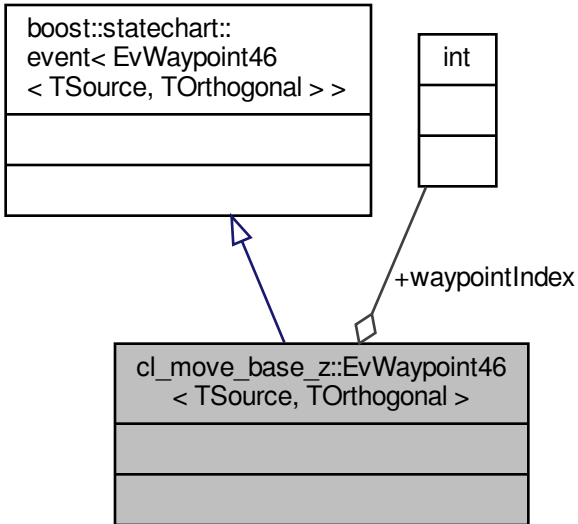 boost::statechart::
event< EvWaypoint46
< TSource, TOrthogonal > >
int
+waypointIndex
cl_move_base_z::EvWaypoint46
< TSource, TOrthogonal >